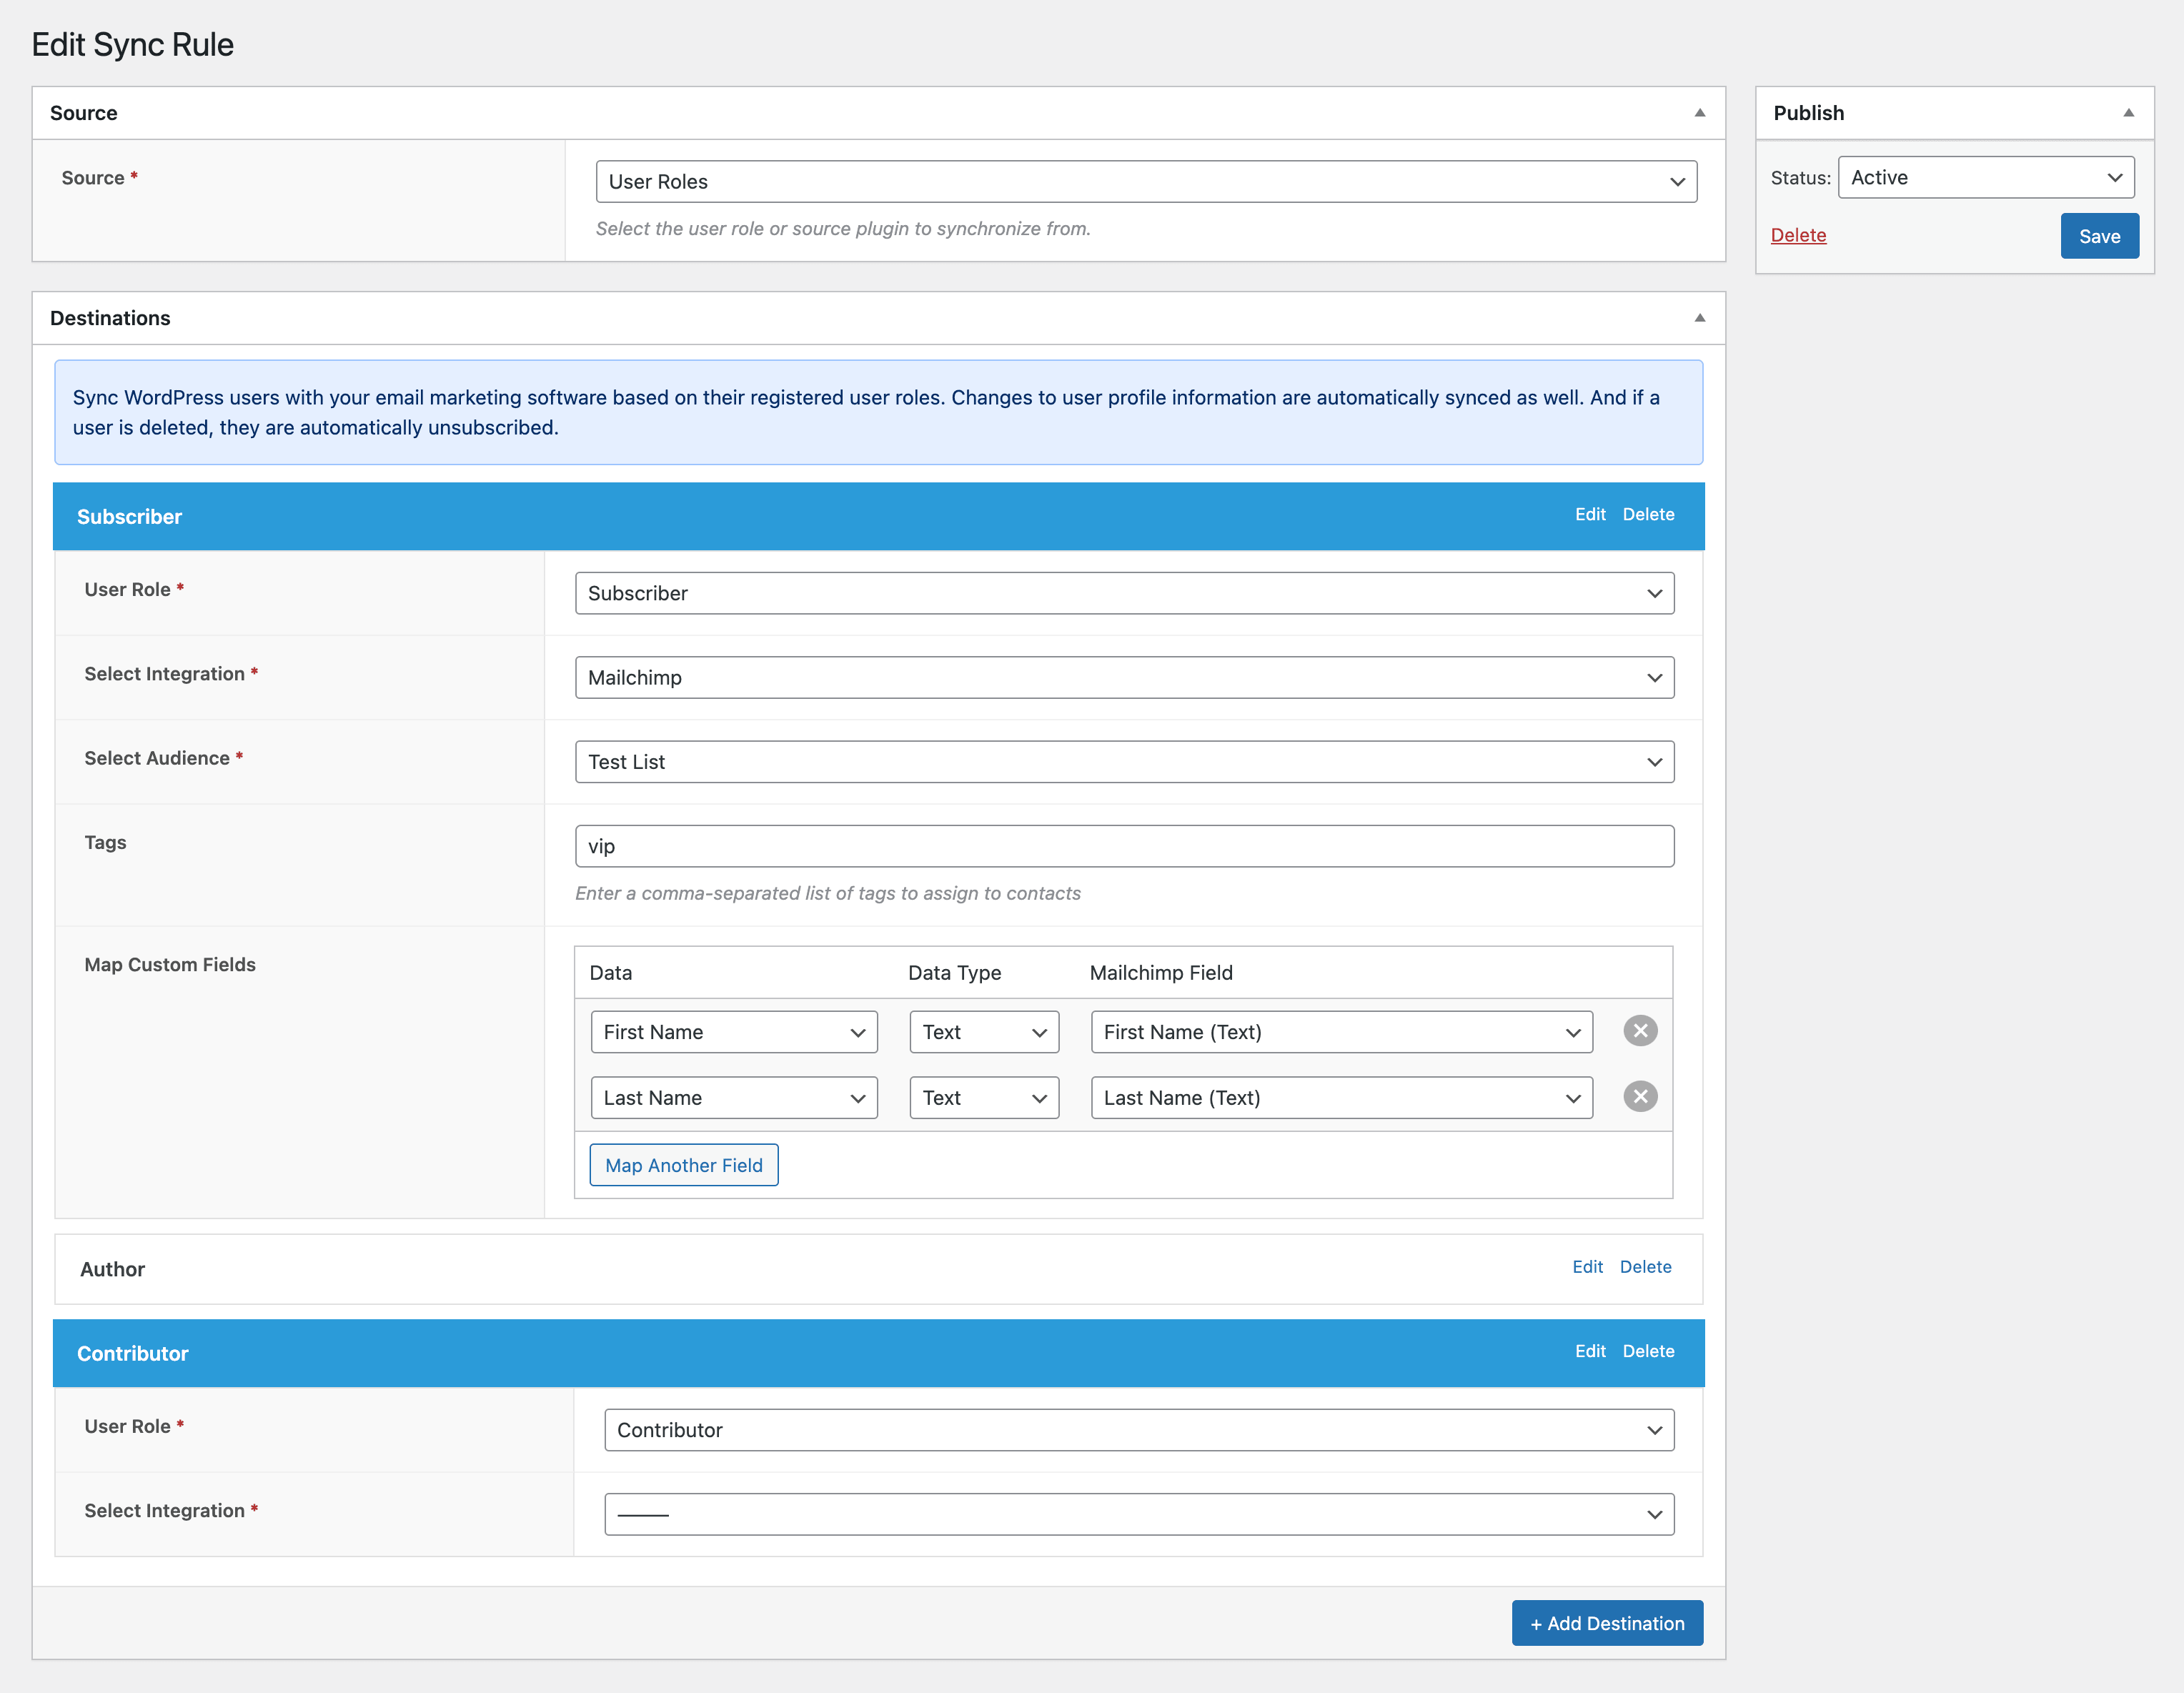 Edit Sync Rule
Source
Source *
User Roles
Select the user role or source plugin to synchronize from.
Publish
Status: Active
Delete
Save
Destinations
Sync WordPress users with your email marketing software based on their registered user roles. Changes to user profile information are automatically synced as well. And if a
user is deleted, they are automatically unsubscribed.
Subscriber
Edit Delete
User Role *
Subscriber
Select Integration *
Mailchimp
Select Audience *
Test List
Tags
vip
Enter a comma-separated list of tags to assign to contacts
Map Custom Fields
Data Data Type Mailchimp Field
First Name Text First Name (Text)
Last Name Text Last Name (Text)
Map Another Field
Author
Edit Delete
Contributor
Edit Delete
User Role *
Contributor
Select Integration *
———
+ Add Destination